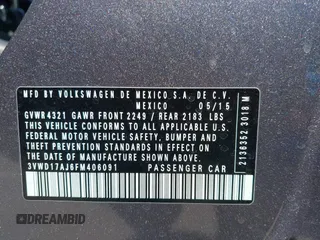 MFD BY VOLKSWAGEN DE MEXICO S.A. DE C.V.
MEXICO 05/15
GVWR4321 GAWR FRONT 2249 / REAR 2183 LBS
THIS VEHICLE CONFORMS TO ALL APPLICABLE U.S.
FEDERAL MOTOR VEHICLE SAFETY, BUMPER AND
THEFT PREVENTION STANDARDS IN EFFECT ON
THE DATE OF MANUFACTURE SHOWN ABOVE.
3VWD17AJ6FM406091 PASSENGER CAR
2136352 3018 M
DREAMBID